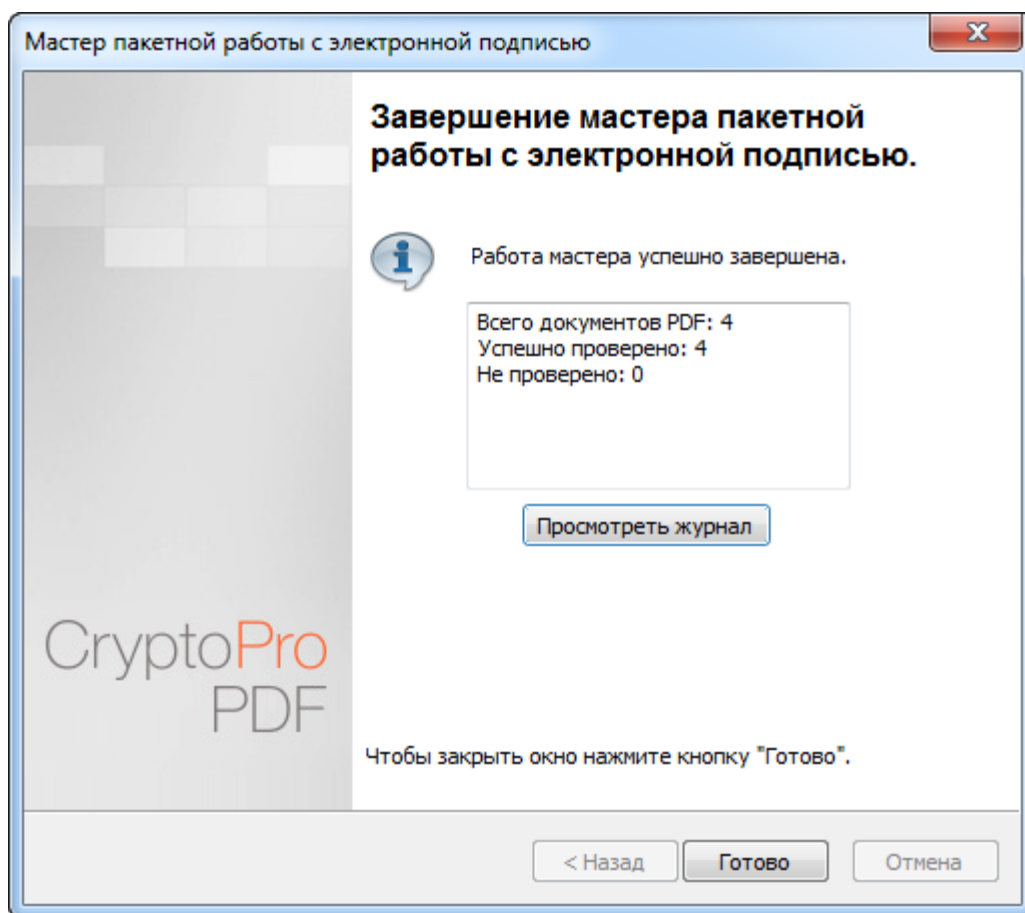 Мастер пакетной работы с электронной подписью
Завершение мастера пакетной
работы с электронной подписью.
Работа мастера успешно завершена.
Всего документов PDF: 4
Успешно проверено: 4
Не проверено: 0
Просмотреть журнал
CryptoPro
PDF
Чтобы закрыть окно нажмите кнопку "Готово".
< Назад
Готово
Отмена